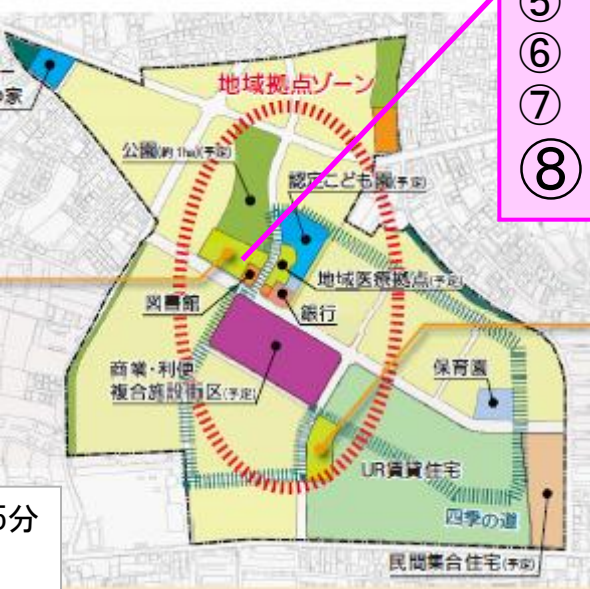 ⑤
⑥
⑦
⑧
の家
地域拠点ゾーン
公園(約1ha)(予定)
認定こども園(予定)
地域医療拠点(予定)
図書館
銀行
商業・利便
複合施設街区(予定)
保育園
UR賃貸住宅
四季の道
民間集合住宅(予定)
5分